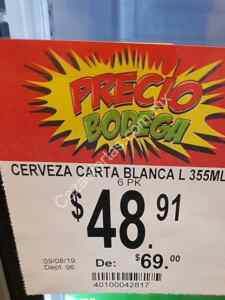 PRECIO
BODEGA
CERVEZA CARTA BLANCA L 355ML
6 PK
$48.91
09/08/19
Dept. 96 De: $69.00
40100042817